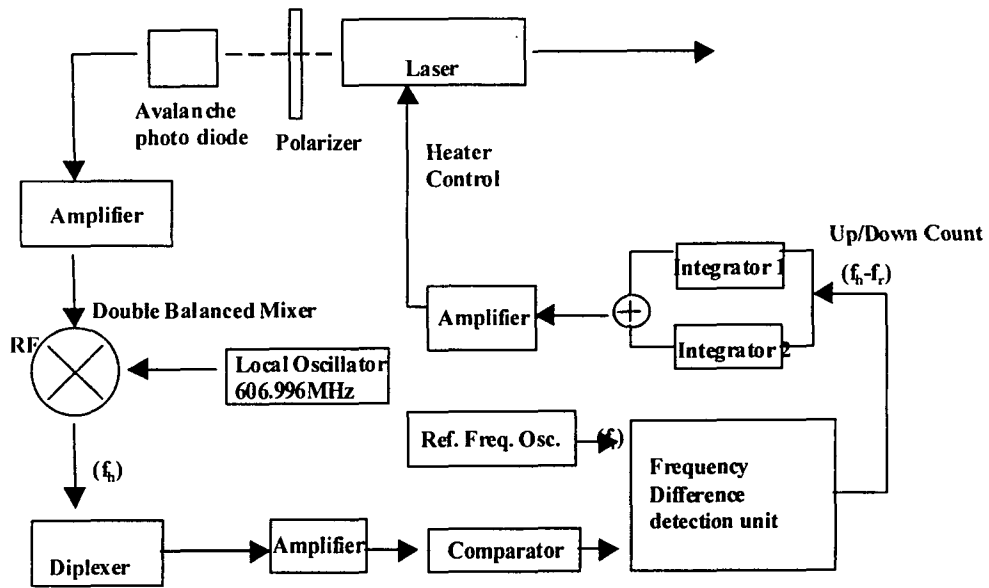 Laser
Avalanche
photo diode
Polarizer
Heater
Control
Amplifier
Up/Down Count
(fh-fr)
Integrator 1
Integrator 2
Amplifier
Double Balanced Mixer
RF
Local Oscillator
606.996MHz
Ref. Freq. Osc.
(fr)
(fh)
Frequency
Difference
detection unit
Diplexer
Amplifier
Comparator